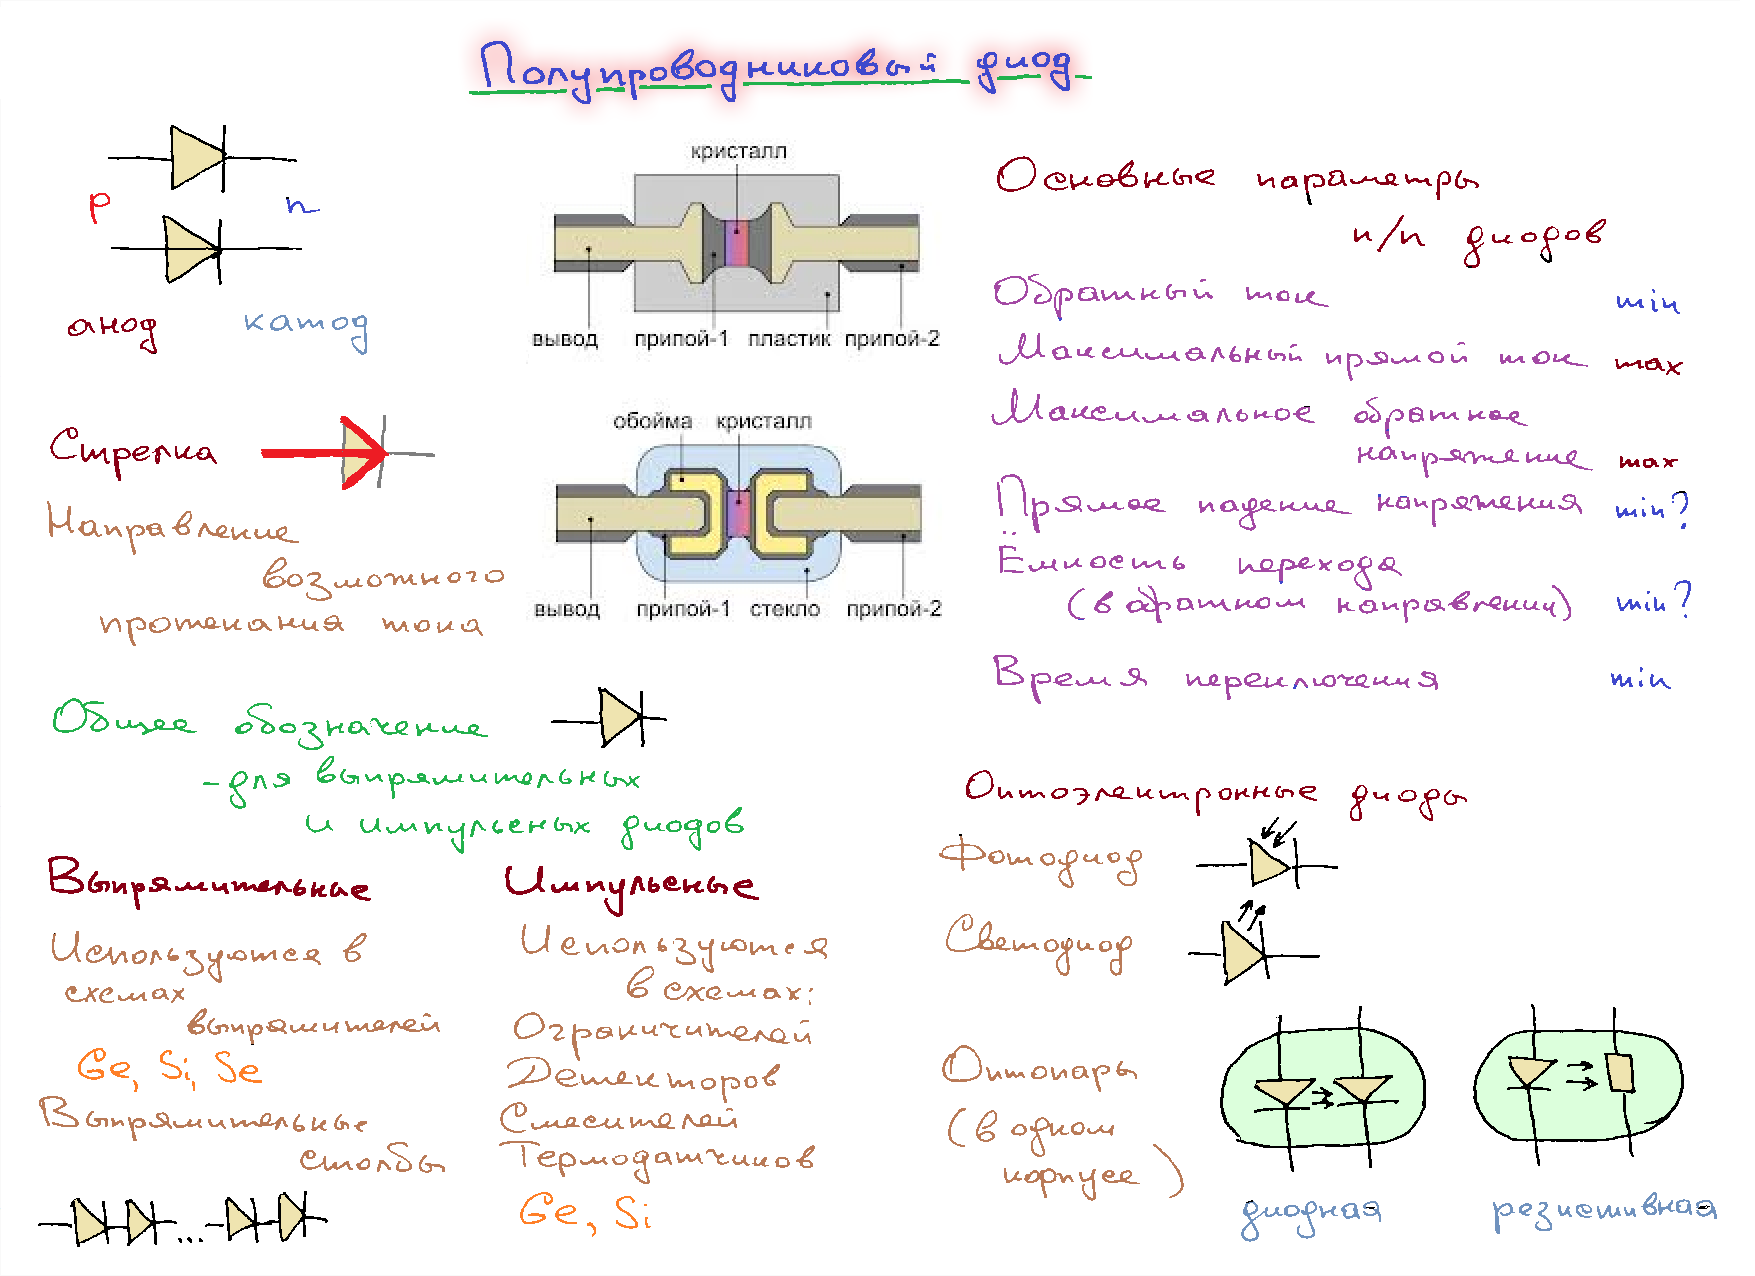 Полупроводниковый диод
p n
анод катод
Стрелка
Направление
возможного
протекания тока
кристалл
вывод припой-1 пластик припой-2
обойма кристалл
вывод припой-1 стекло припой-2
Общее обозначение
- для выпрямительных
и импульсных диодов
Выпрямительные
Используются в
схемах
выпрямителей
Ge, Si, Se
Выпрямительные
столбы
...
Импульсные
Используются
в схемах:
Ограничителей
Детекторов
Смесителей
Термодатчиков
Ge, Si
Основные параметры
п/п диодов
Обратный ток min
Максимальный прямой ток max
Максимальное обратное
напряжение max
Прямое падение напряжения min?
Ёмкость перехода
(в обратном направлении) min?
Время переключения min
Оптоэлектронные диоды
Фотодиод
Светодиод
Оптопары
(в одном
корпусе)
диодная резистивная